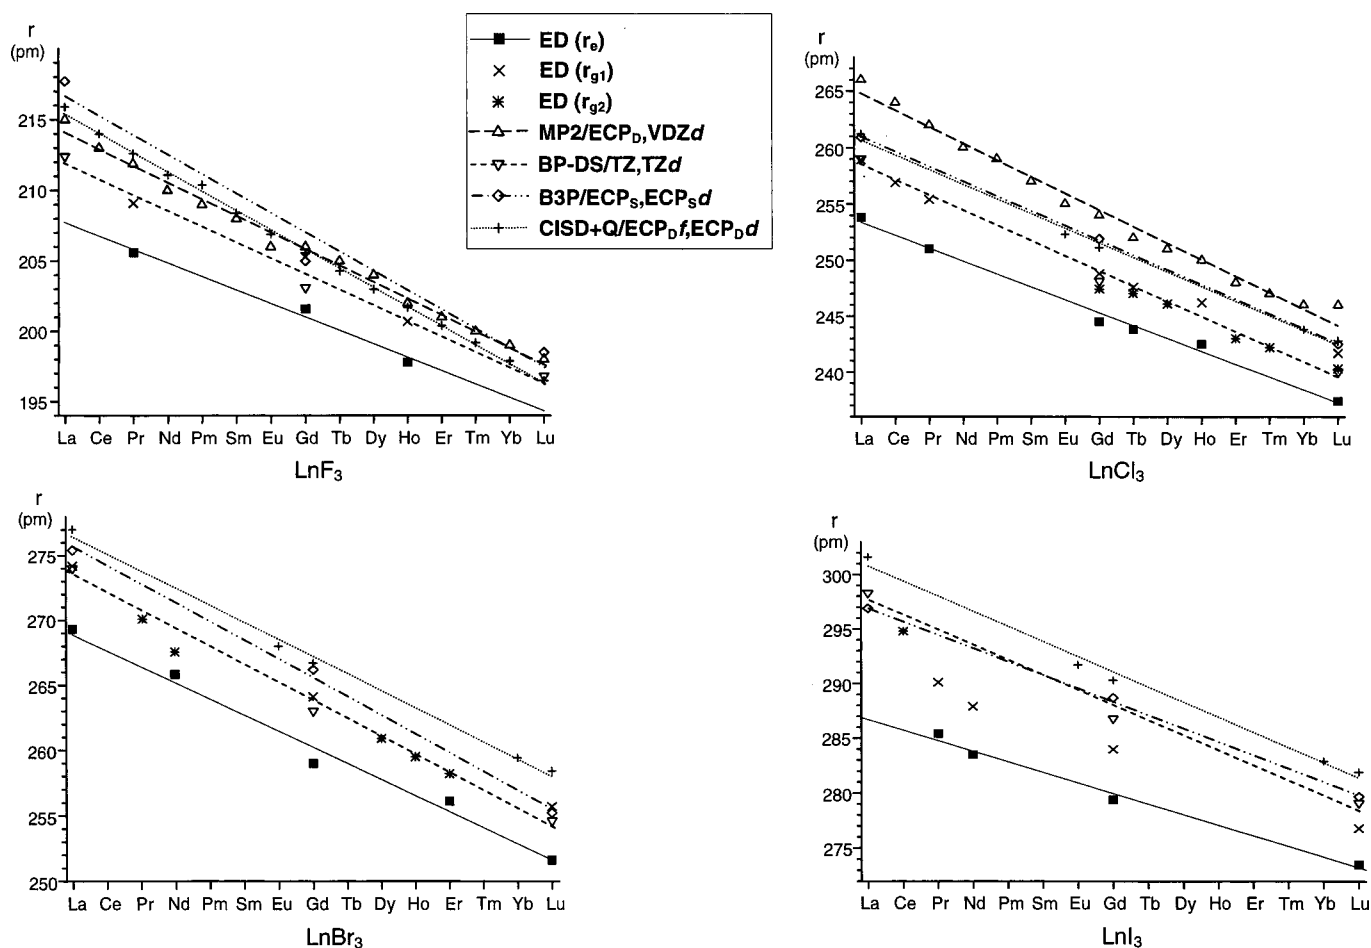 r
(pm)
215
210
205
200
195
La Ce Pr Nd Pm Sm Eu Gd Tb Dy Ho Er Tm Yb Lu
LnF3
ED (re)
ED (rg1)
ED (rg2)
MP2/ECPD,VDZd
BP-DS/TZ,TZd
B3P/ECPS,ECPSd
CISD+Q/ECPDf,ECPDd
r
(pm)
265
260
255
250
245
240
La Ce Pr Nd Pm Sm Eu Gd Tb Dy Ho Er Tm Yb Lu
LnCl3
r
(pm)
275
270
265
260
255
250
La Ce Pr Nd Pm Sm Eu Gd Tb Dy Ho Er Tm Yb Lu
LnBr3
r
(pm)
300
295
290
285
280
275
La Ce Pr Nd Pm Sm Eu Gd Tb Dy Ho Er Tm Yb Lu
LnI3